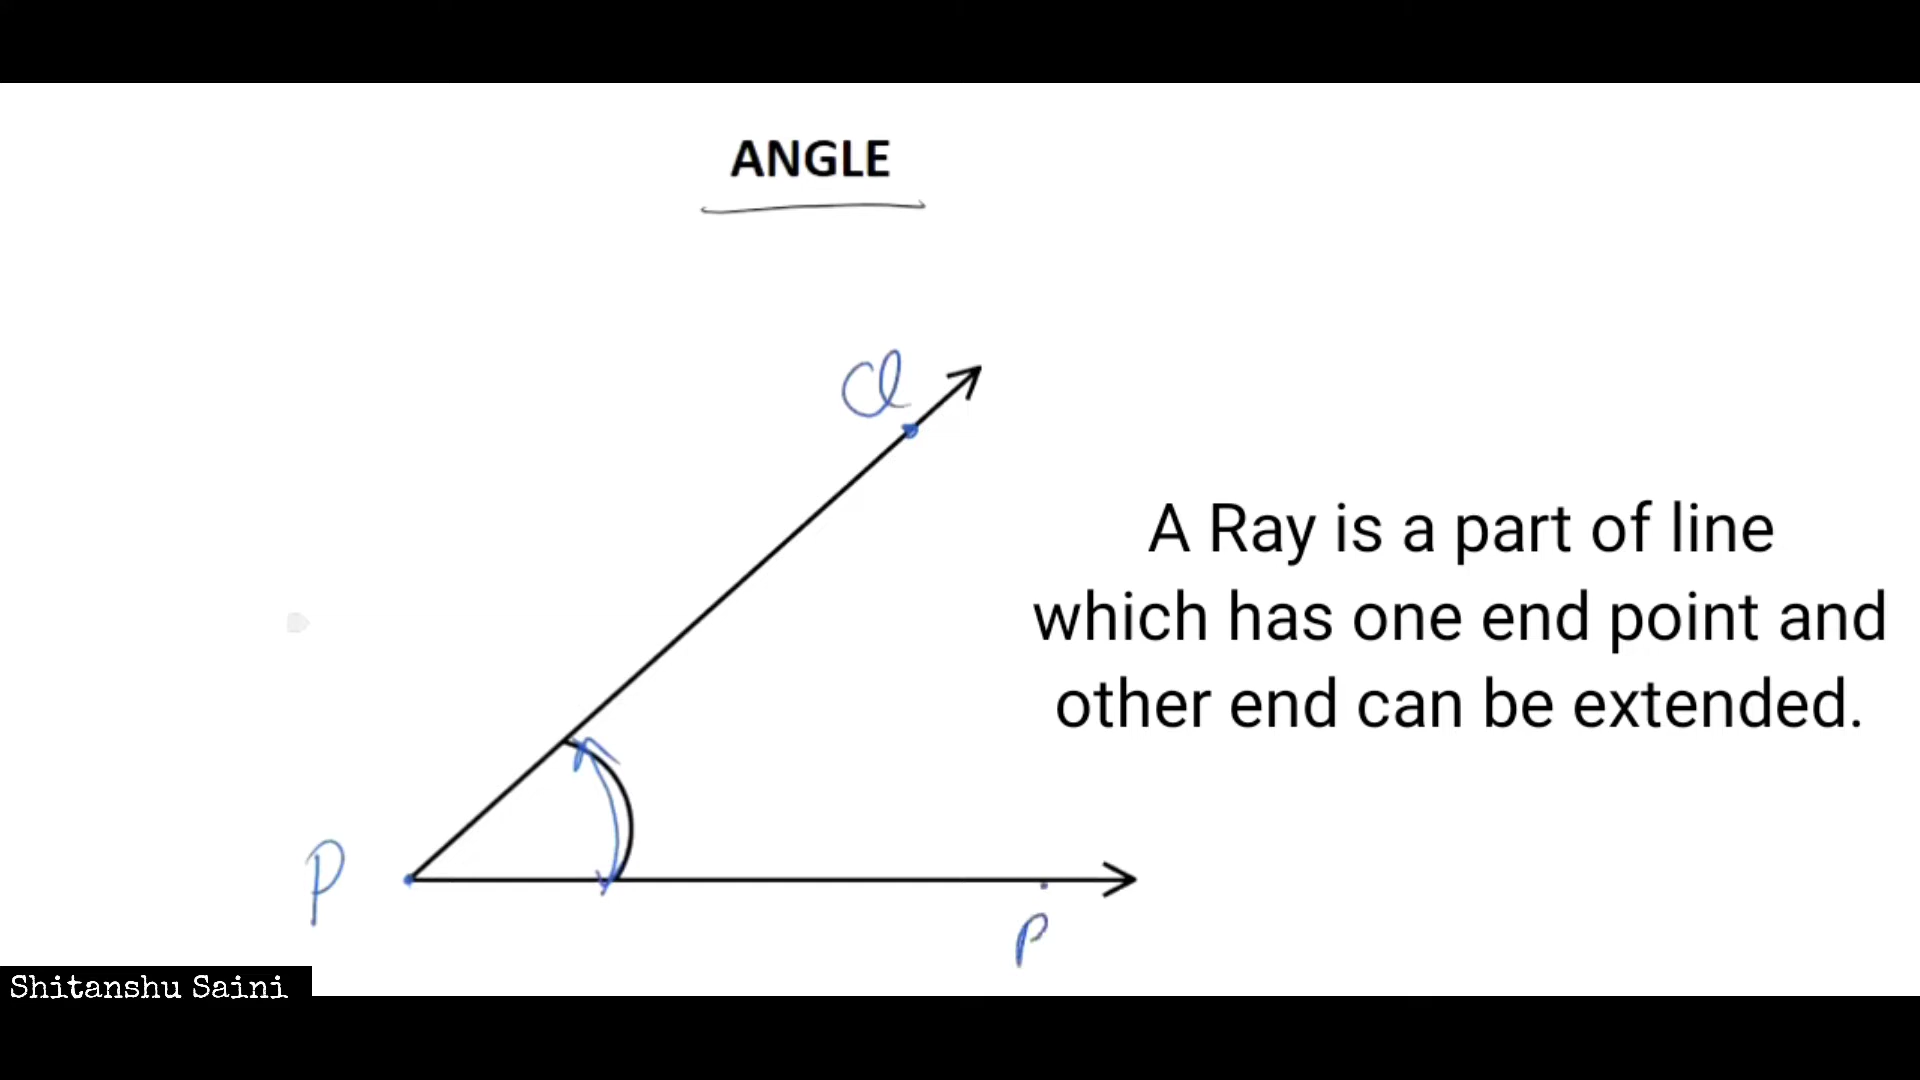 ANGLE
Q
A Ray is a part of line
which has one end point and
other end can be extended.
P
P
Shitanshu Saini